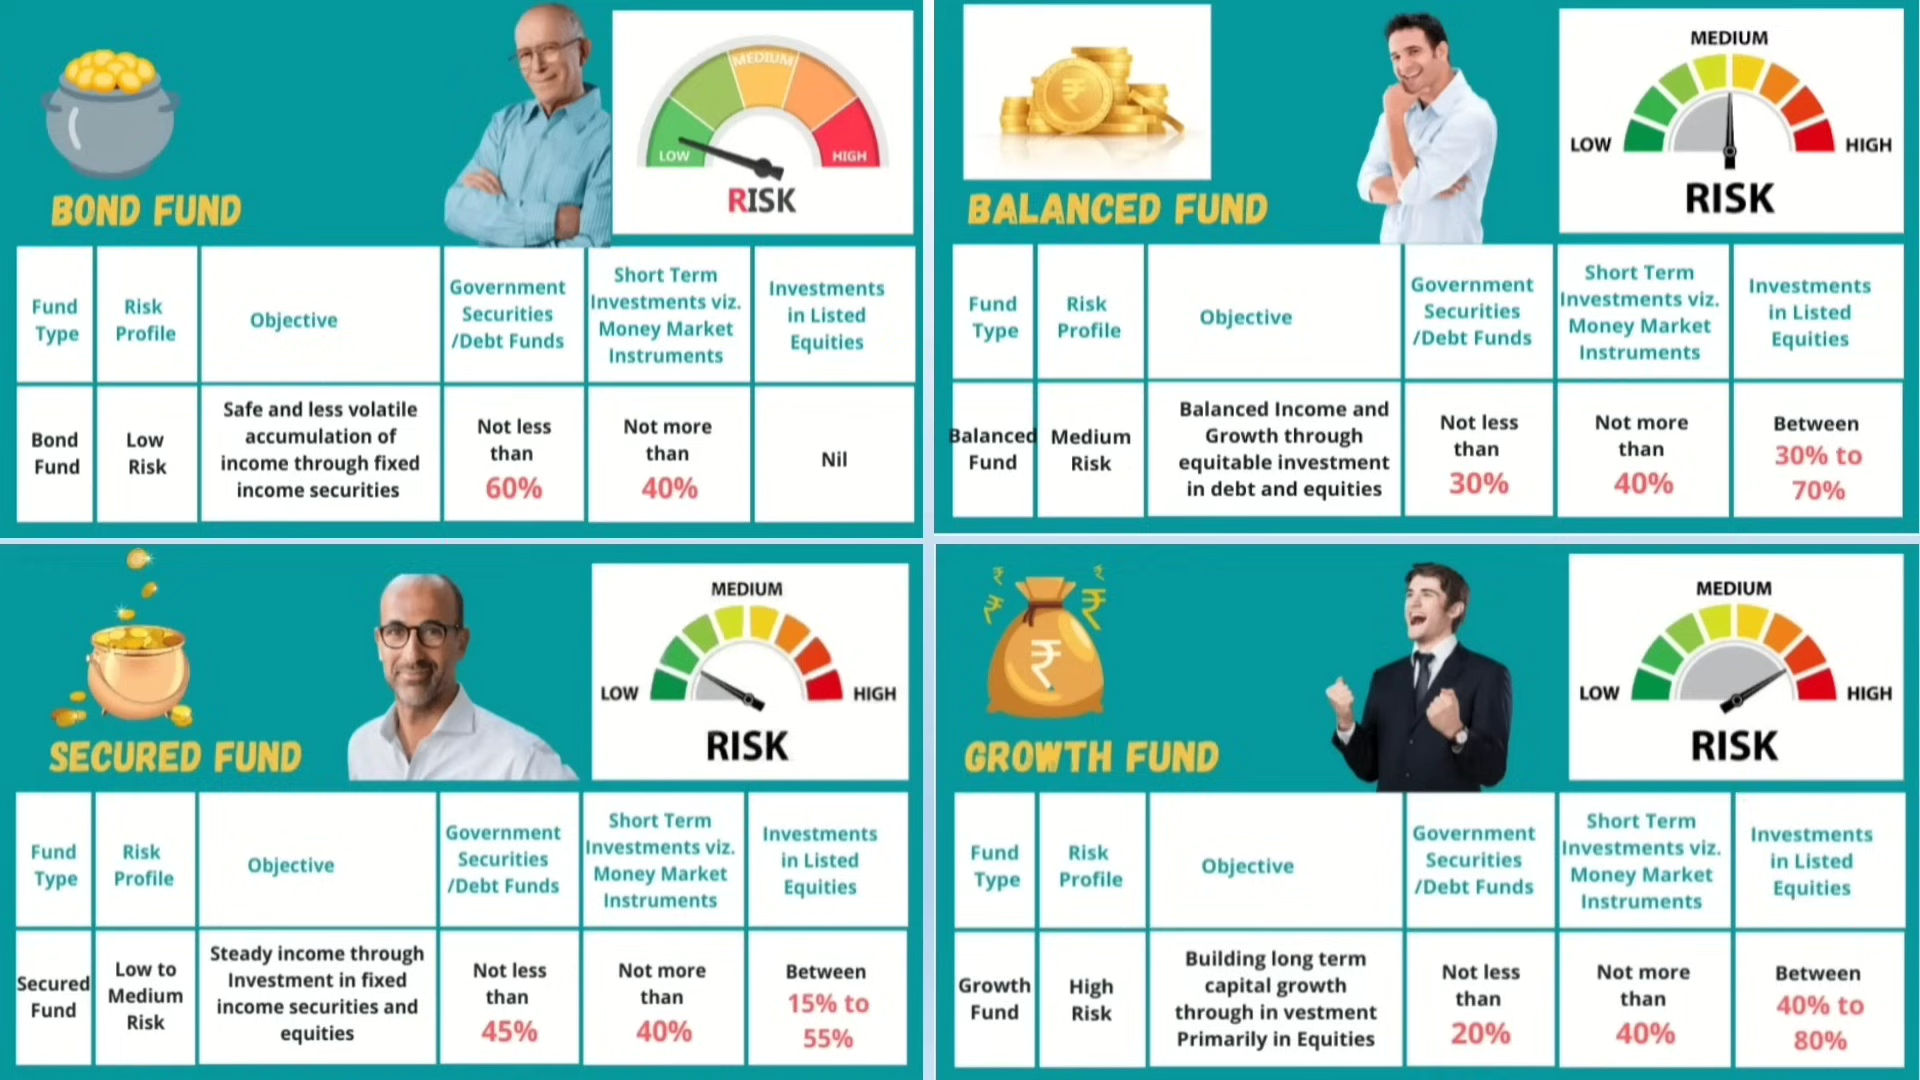 MEDIUM
LOW
HIGH
RISK
BOND FUND
Fund
Type
Risk
Profile
Objective
Government
Securities
/Debt Funds
Short Term
Investments viz.
Money Market
Instruments
Investments
in Listed
Equities
Bond
Fund
Low
Risk
Safe and less volatile
accumulation of
income through fixed
income securities
Not less
than
60%
Not more
than
40%
Nil
₹
MEDIUM
LOW
HIGH
RISK
BALANCED FUND
Fund
Type
Risk
Profile
Objective
Government
Securities
/Debt Funds
Short Term
Investments viz.
Money Market
Instruments
Investments
in Listed
Equities
Balanced
Fund
Medium
Risk
Balanced Income and
Growth through
equitable investment
in debt and equities
Not less
than
30%
Not more
than
40%
Between
30% to
70%
MEDIUM
LOW
HIGH
RISK
SECURED FUND
Fund
Type
Risk
Profile
Objective
Government
Securities
/Debt Funds
Short Term
Investments viz.
Money Market
Instruments
Investments
in Listed
Equities
Secured
Fund
Low to
Medium
Risk
Steady income through
Investment in fixed
income securities and
equities
Not less
than
45%
Not more
than
40%
Between
15% to
55%
₹ ₹
₹ ₹
₹
MEDIUM
LOW
HIGH
RISK
GROWTH FUND
Fund
Type
Risk
Profile
Objective
Government
Securities
/Debt Funds
Short Term
Investments viz.
Money Market
Instruments
Investments
in Listed
Equities
Growth
Fund
High
Risk
Building long term
capital growth
through in vestment
Primarily in Equities
Not less
than
20%
Not more
than
40%
Between
40% to
80%